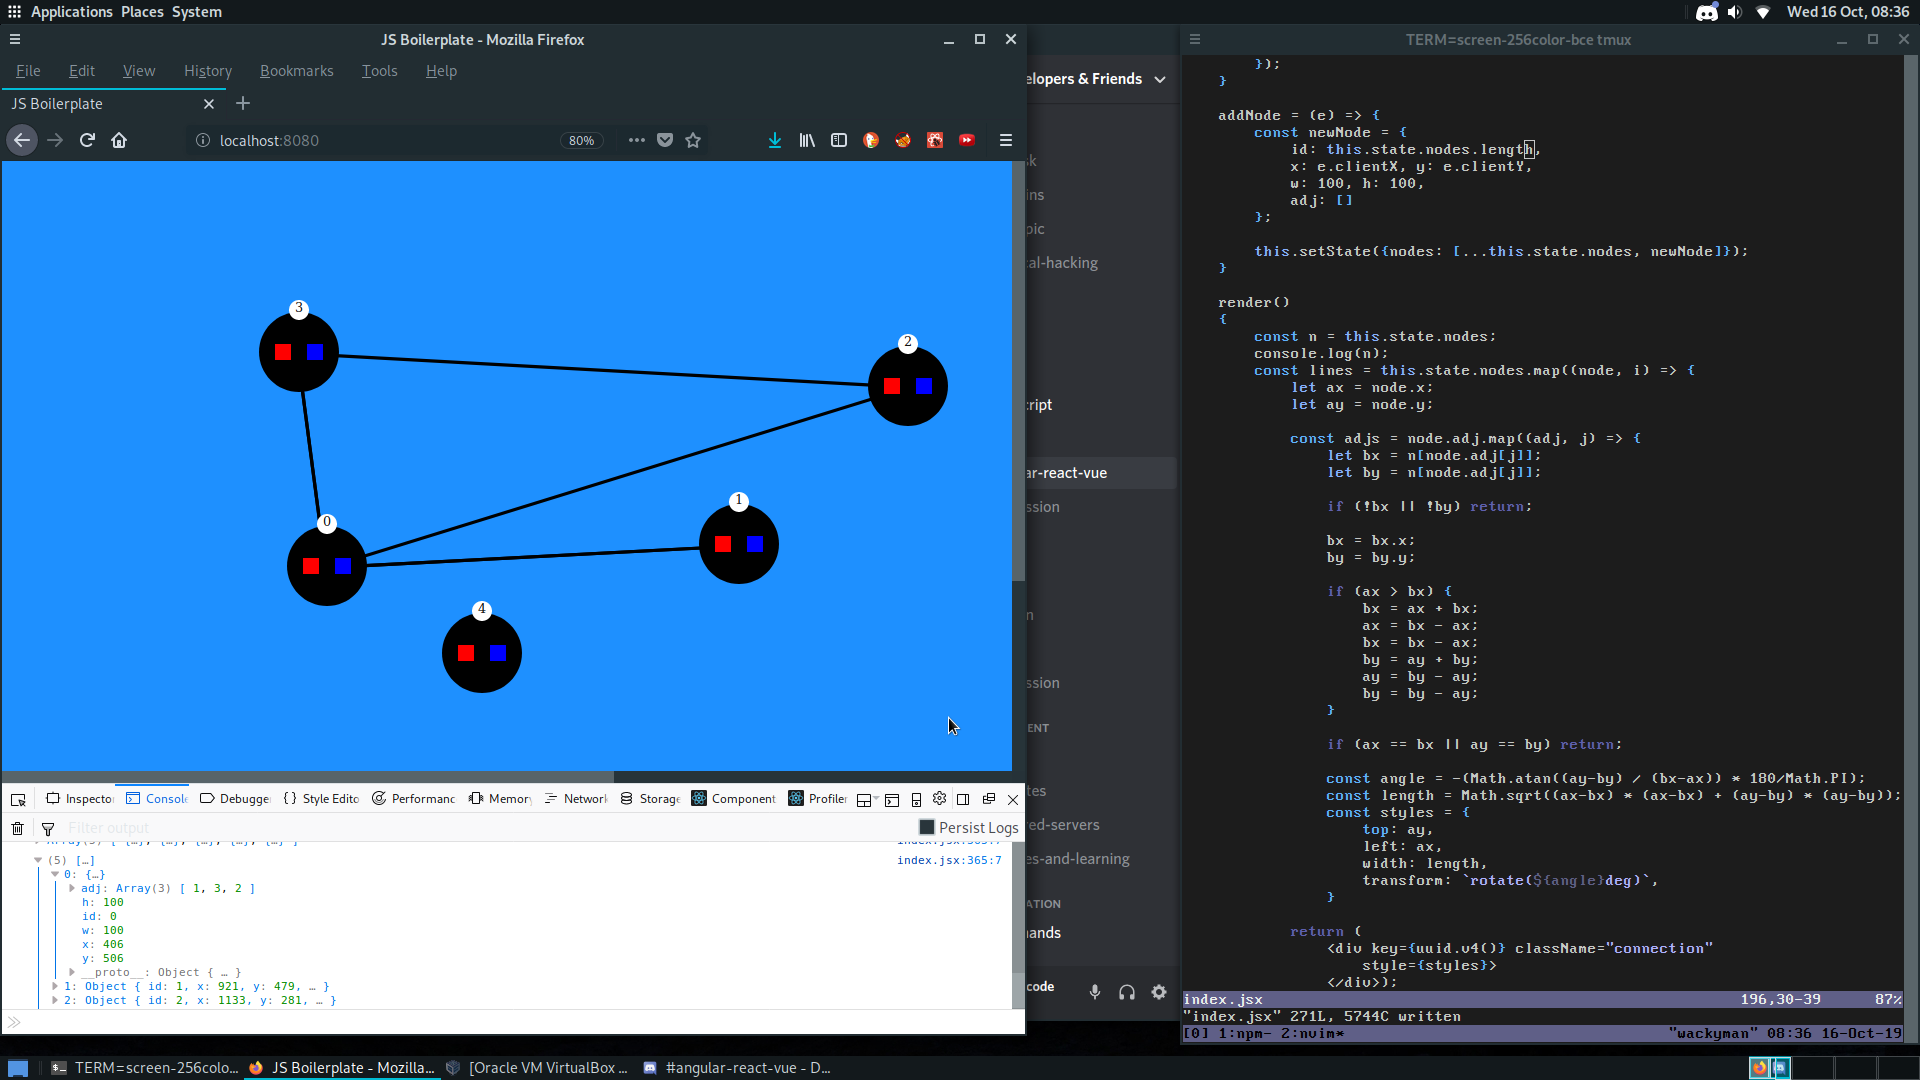 Applications Places System
Wed 16 Oct, 08:36
JS Boilerplate - Mozilla Firefox
File Edit View History Bookmarks Tools Help
JS Boilerplate
localhost:8080
80%
3
2
1
0
4
Inspecto
Console
Debugge
Style Edito
Performanc
Memor
Network
Storage
Component
Profiler
Filter output
Persist Logs
index.jsx:365:7
(5) […]
index.jsx:365:7
0: {…}
adj: Array(3) [ 1, 3, 2 ]
h: 100
id: 0
w: 100
x: 406
y: 506
__proto__: Object { … }
1: Object { id: 1, x: 921, y: 479, … }
2: Object { id: 2, x: 1133, y: 281, … }
elopers & Friends
sk
ins
pic
al-hacking
cript
ar-react-vue
ssion
n
ssion
ENT
tes
red-servers
es-and-learning
ATION
ands
code
TERM=screen-256color-bce tmux
});
}
addNode = (e) => {
const newNode = {
id: this.state.nodes.length,
x: e.clientX, y: e.clientY,
w: 100, h: 100,
adj: []
};
this.setState({nodes: [...this.state.nodes, newNode]});
}
render()
{
const n = this.state.nodes;
console.log(n);
const lines = this.state.nodes.map((node, i) => {
let ax = node.x;
let ay = node.y;
const adjs = node.adj.map((adj, j) => {
let bx = n[node.adj[j]];
let by = n[node.adj[j]];
if (!bx || !by) return;
bx = bx.x;
by = by.y;
if (ax > bx) {
bx = ax + bx;
ax = bx - ax;
bx = bx - ax;
by = ay + by;
ay = by - ay;
by = by - ay;
}
if (ax == bx || ay == by) return;
const angle = -(Math.atan((ay-by) / (bx-ax)) * 180/Math.PI);
const length = Math.sqrt((ax-bx) * (ax-bx) + (ay-by) * (ay-by));
const styles = {
top: ay,
left: ax,
width: length,
transform: `rotate(${angle}deg)`,
}
return (
<div key={uuid.v4()} className="connection"
style={styles}>
</div>);
index.jsx 196,30-39 87%
"index.jsx" 271L, 5744C written
[0] 1:npm- 2:nvim* "wackyman" 08:36 16-Oct-19
TERM=screen-256colo...
JS Boilerplate - Mozilla...
[Oracle VM VirtualBox ...
#angular-react-vue - D...